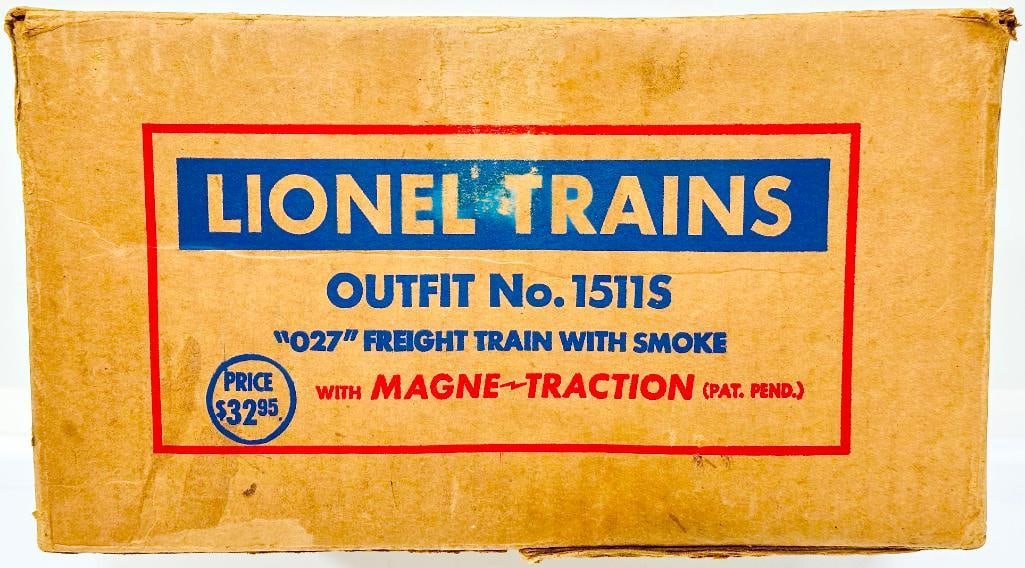 LIONEL TRAINS
OUTFIT No. 1511S
"027" FREIGHT TRAIN WITH SMOKE
WITH MAGNE-TRACTION (PAT. PEND.)
PRICE
$32.95.